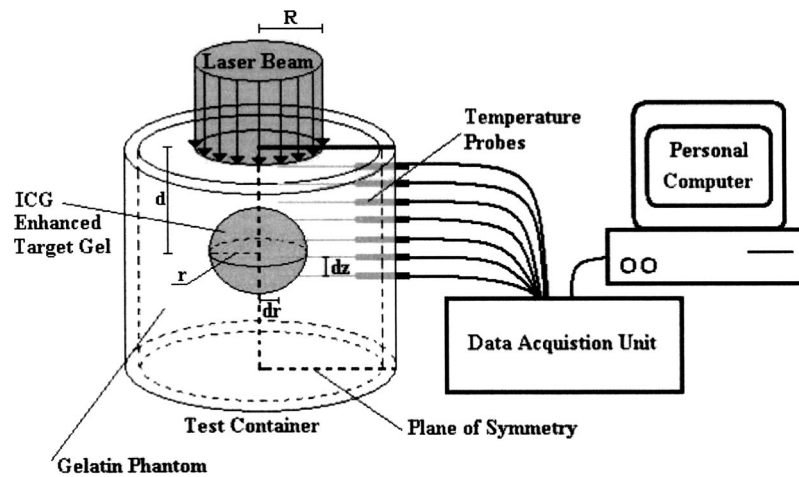 R
Laser Beam
Temperature
Probes
Personal
Computer
d
ICG
Enhanced
Target Gel
r
dz
dr
Data Acquistion Unit
Test Container
Plane of Symmetry
Gelatin Phantom